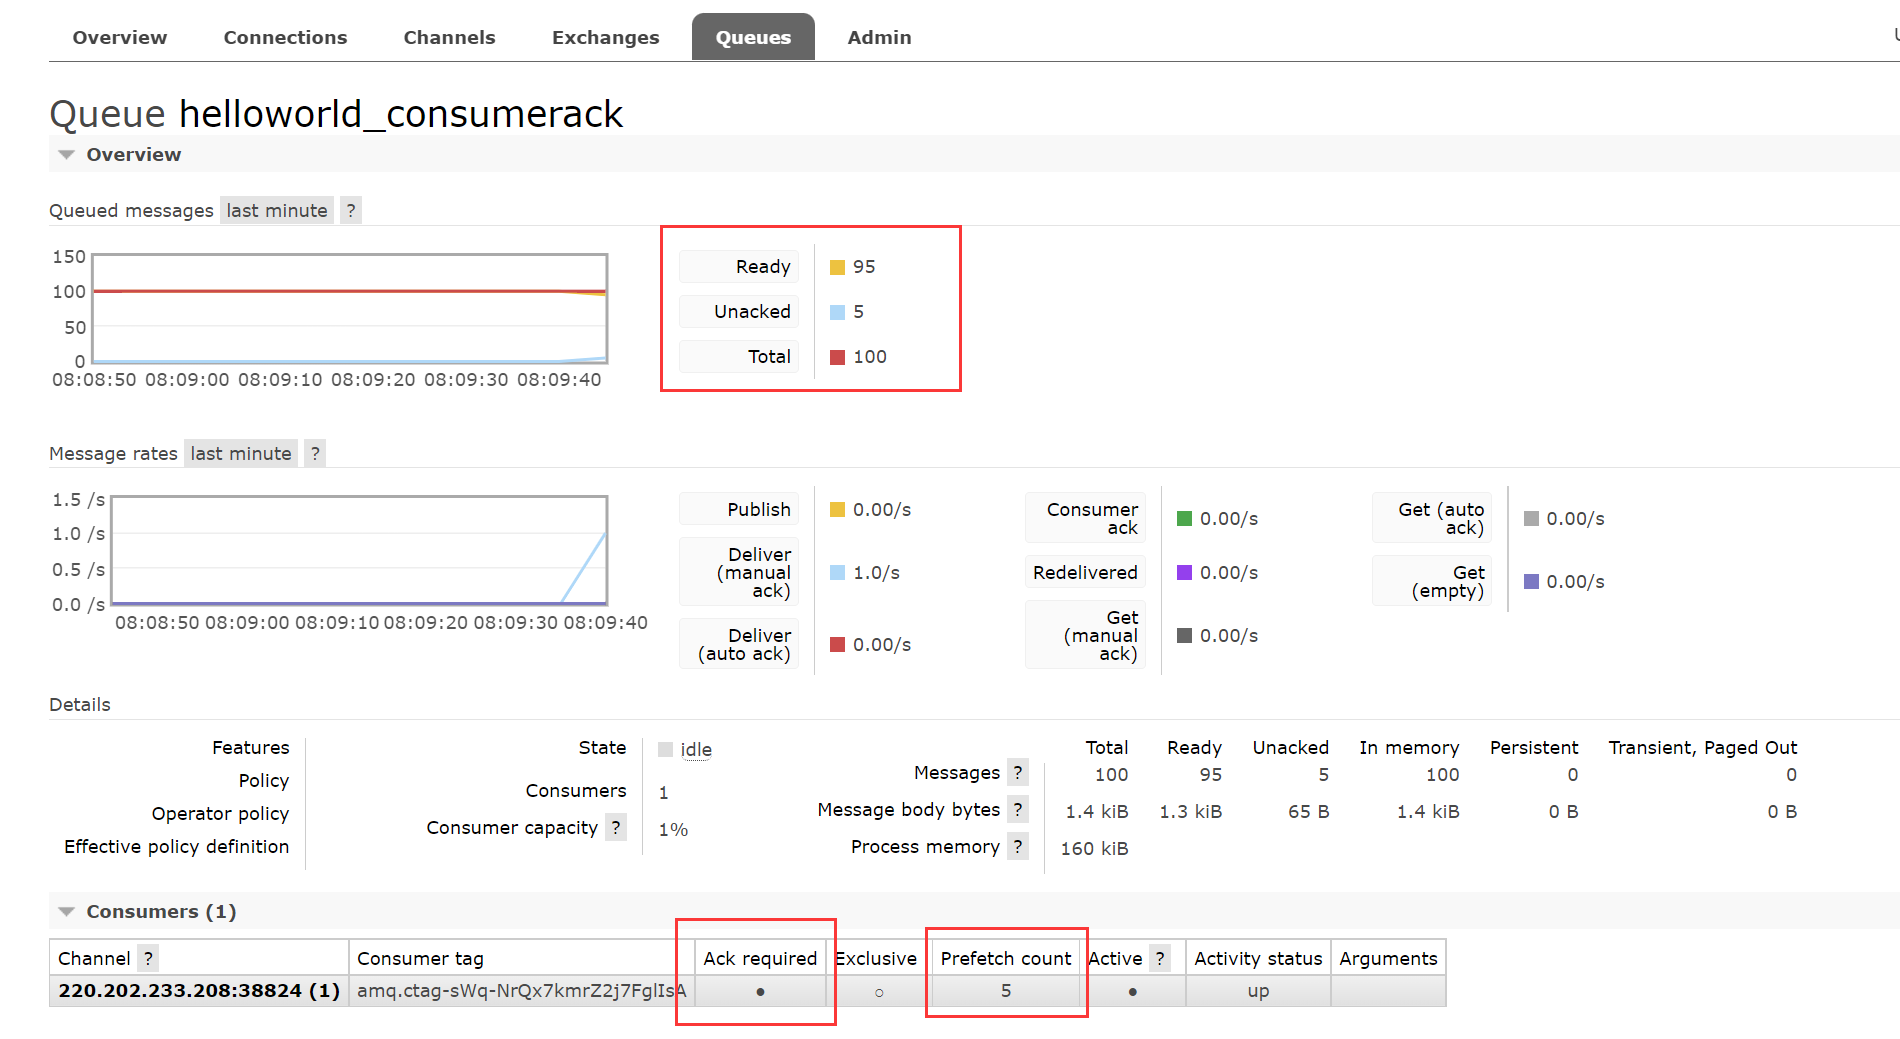 Overview Connections Channels Exchanges Queues Admin
Queue helloworld_consumerack
Overview
Queued messages last minute ?
150
100
50
0
08:08:50 08:09:00 08:09:10 08:09:20 08:09:30 08:09:40
Ready 95
Unacked 5
Total 100
Message rates last minute ?
1.5 /s
1.0 /s
0.5 /s
0.0 /s
08:08:50 08:09:00 08:09:10 08:09:20 08:09:30 08:09:40
Publish 0.00/s
Deliver
(manual 1.0/s
ack)
Deliver
(auto ack) 0.00/s
Consumer
ack 0.00/s
Redelivered 0.00/s
Get
(manual 0.00/s
ack)
Get (auto
ack) 0.00/s
Get
(empty) 0.00/s
Details
Features
Policy
Operator policy
Effective policy definition
State idle
Consumers 1
Consumer capacity ? 1%
Total Ready Unacked In memory Persistent Transient, Paged Out
Messages ? 100 95 5 100 0 0
Message body bytes ? 1.4 kiB 1.3 kiB 65 B 1.4 kiB 0 B 0 B
Process memory ? 160 kiB
Consumers (1)
Channel ? Consumer tag Ack required Exclusive Prefetch count Active ? Activity status Arguments
220.202.233.208:38824 (1) amq.ctag-sWq-NrQx7kmrZ2j7FglIsA ● ○ 5 ● up